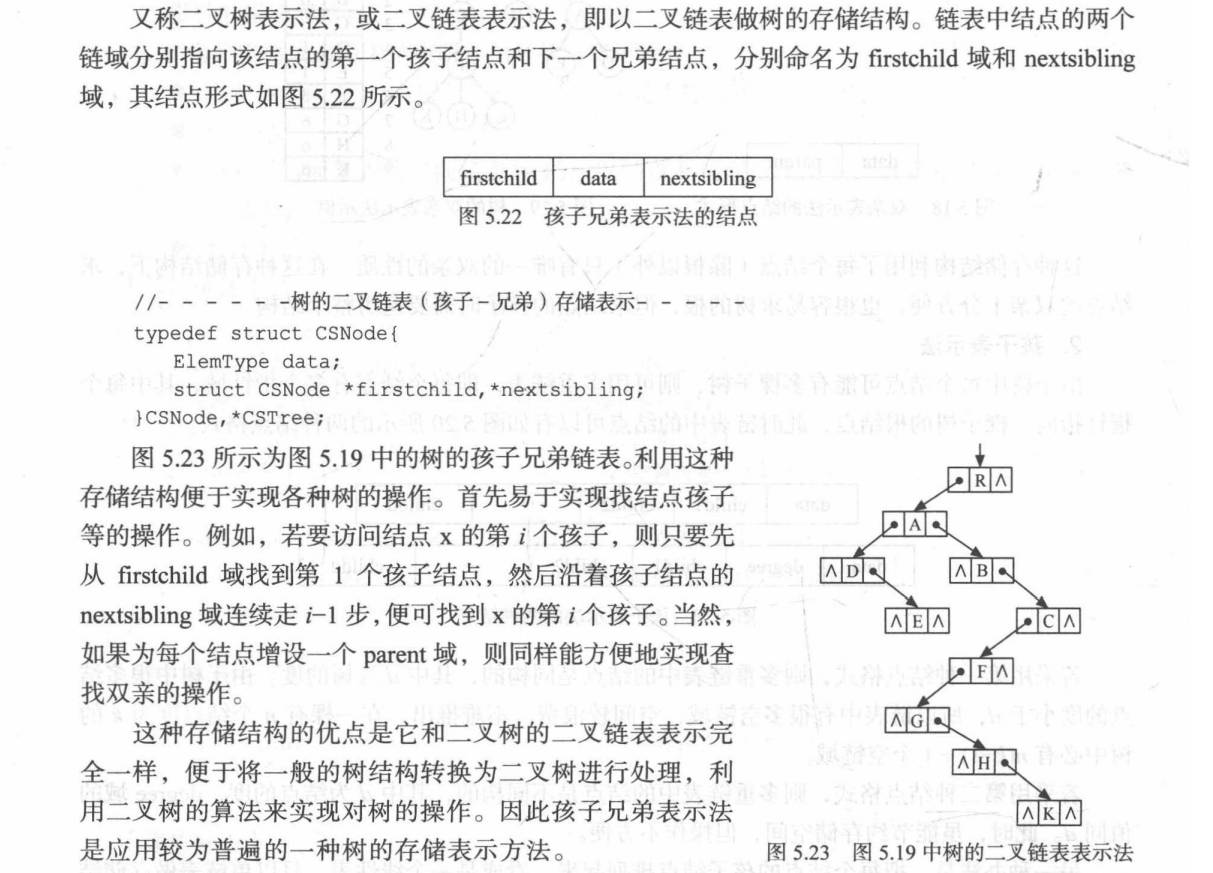 又称二叉树表示法，或二叉链表表示法，即以二叉链表做树的存储结构。链表中结点的两个
链域分别指向该结点的第一个孩子结点和下一个兄弟结点，分别命名为 firstchild 域和 nextsibling
域，其结点形式如图 5.22 所示。
firstchild data nextsibling
图 5.22 孩子兄弟表示法的结点
//- - - - - -树的二叉链表（孩子 - 兄弟）存储表示- - - - - -
typedef struct CSNode{
ElemType data;
struct CSNode *firstchild,*nextsibling;
}CSNode,*CSTree;
图 5.23 所示为图 5.19 中的树的孩子兄弟链表。利用这种
存储结构便于实现各种树的操作。首先易于实现找结点孩子
等的操作。例如，若要访问结点 x 的第 i 个孩子，则只要先
从 firstchild 域找到第 1 个孩子结点，然后沿着孩子结点的
nextsibling 域连续走 i−1 步，便可找到 x 的第 i 个孩子。当然，
如果为每个结点增设一个 parent 域，则同样能方便地实现查
找双亲的操作。
这种存储结构的优点是它和二叉树的二叉链表表示完
全一样，便于将一般的树结构转换为二叉树进行处理，利
用二叉树的算法来实现对树的操作。因此孩子兄弟表示法
是应用较为普遍的一种树的存储表示方法。
R ∧
A
∧ D
∧ B
∧ E ∧
C ∧
F ∧
∧ G
∧ H
∧ K ∧
图 5.23 图 5.19 中树的二叉链表表示法